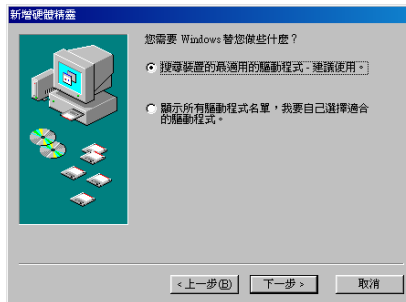 新增硬體精靈
您需要 Windows 替您做些什麼？
搜尋裝置的最適用的驅動程式 - 建議使用。
顯示所有驅動程式名單，我要自己選擇適合
的驅動程式。
<上一步(B)
下一步 >
取消